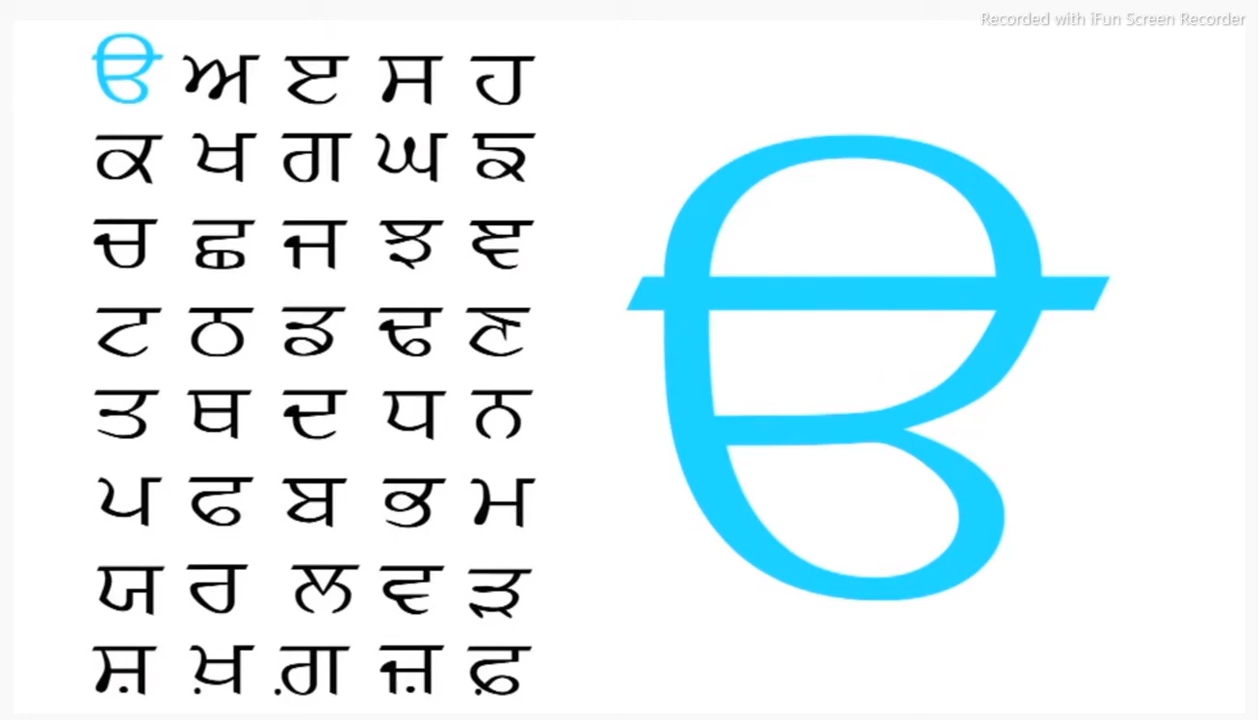 Recorded with iFun Screen Recorder
ੳ ਅ ੲ ਸ ਹ
ਕ ਖ ਗ ਘ ਙ
ਚ ਛ ਜ ਝ ਞ
ਟ ਠ ਡ ਢ ਣ
ਤ ਥ ਦ ਧ ਨ
ਪ ਫ ਬ ਭ ਮ
ਯ ਰ ਲ ਵ ੜ
ਸ਼ ਖ਼ ਗ਼ ਜ਼ ਫ਼
ੳ